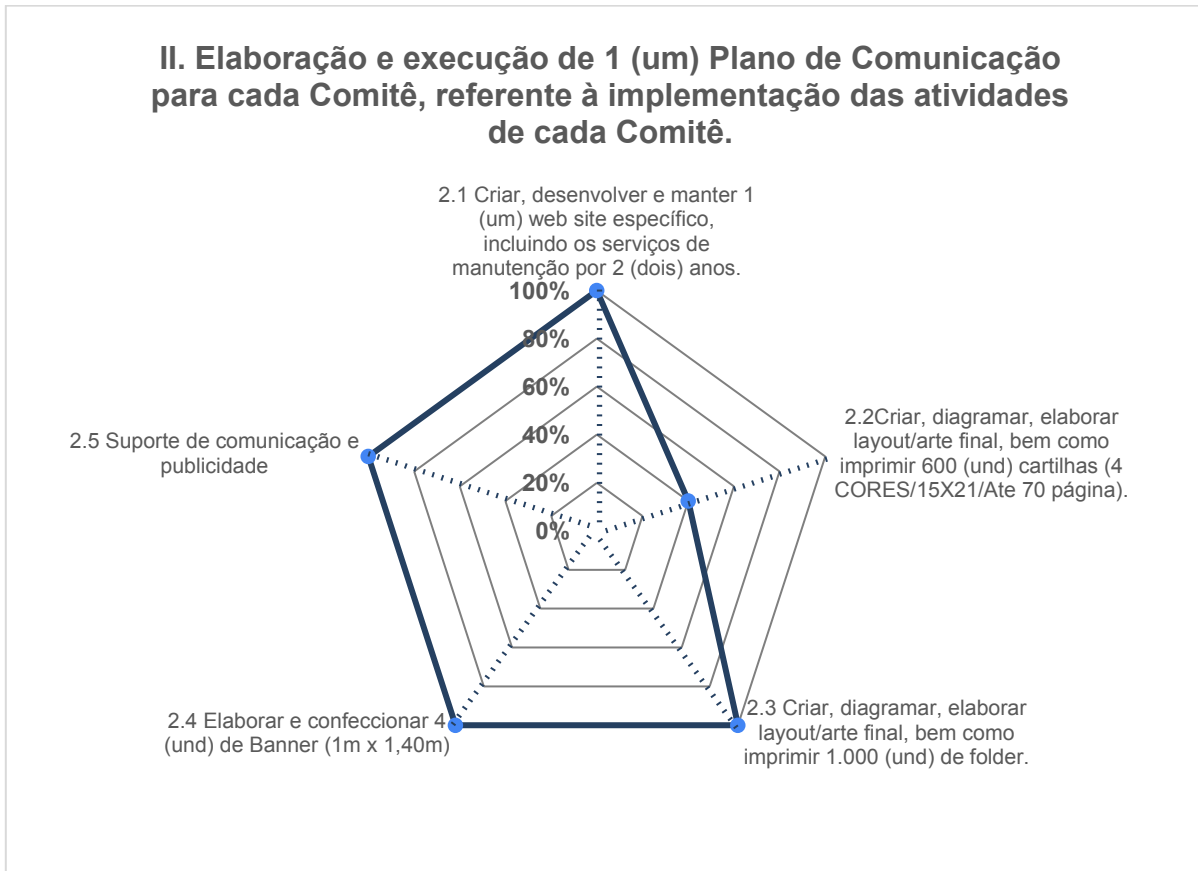 II. Elaboração e execução de 1 (um) Plano de Comunicação
para cada Comitê, referente à implementação das atividades
de cada Comitê.
2.1 Criar, desenvolver e manter 1
(um) web site específico,
incluindo os serviços de
manutenção por 2 (dois) anos.
100%
80%
60%
40%
20%
0%
2.2Criar, diagramar, elaborar
layout/arte final, bem como
imprimir 600 (und) cartilhas (4
CORES/15X21/Ate 70 página).
2.3 Criar, diagramar, elaborar
layout/arte final, bem como
imprimir 1.000 (und) de folder.
2.4 Elaborar e confeccionar 4
(und) de Banner (1m x 1,40m)
2.5 Suporte de comunicação e
publicidade